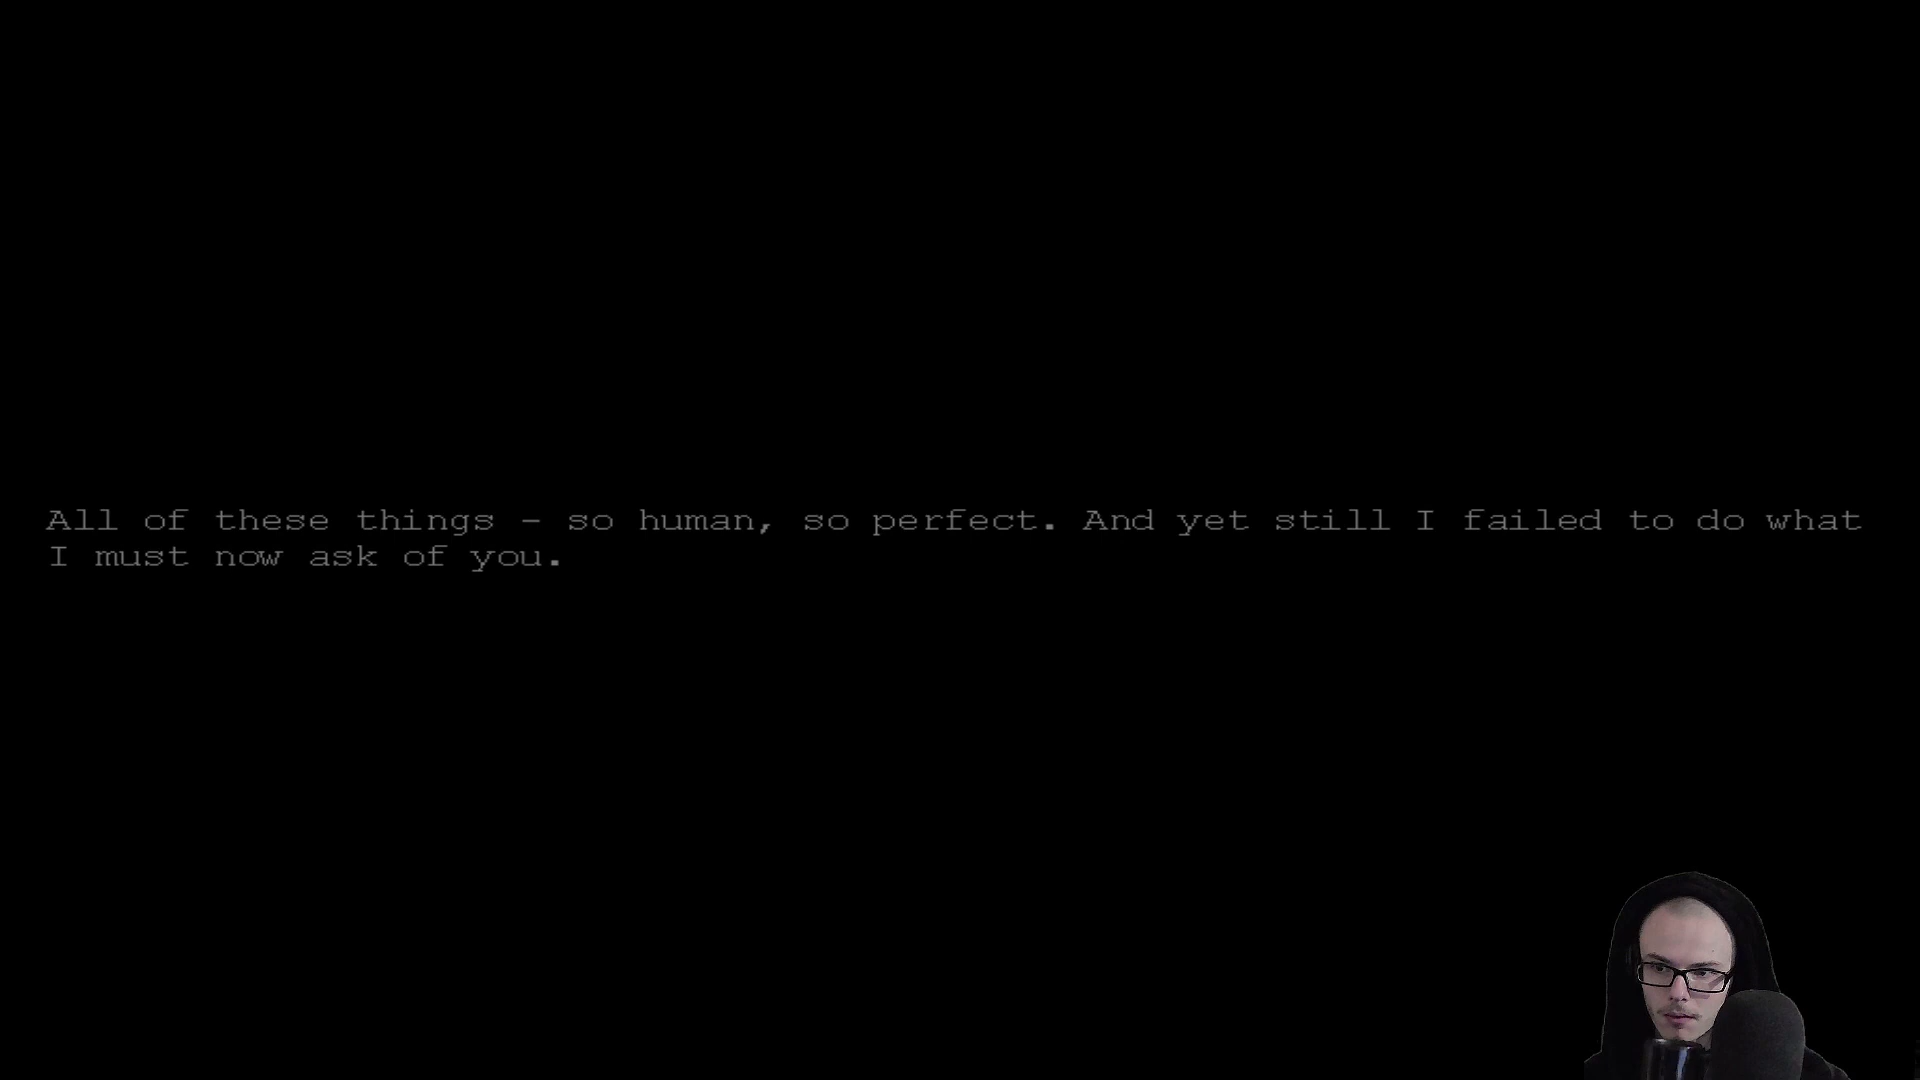 All of these things - so human, so perfect. And yet still I failed to do what
I must now ask of you.